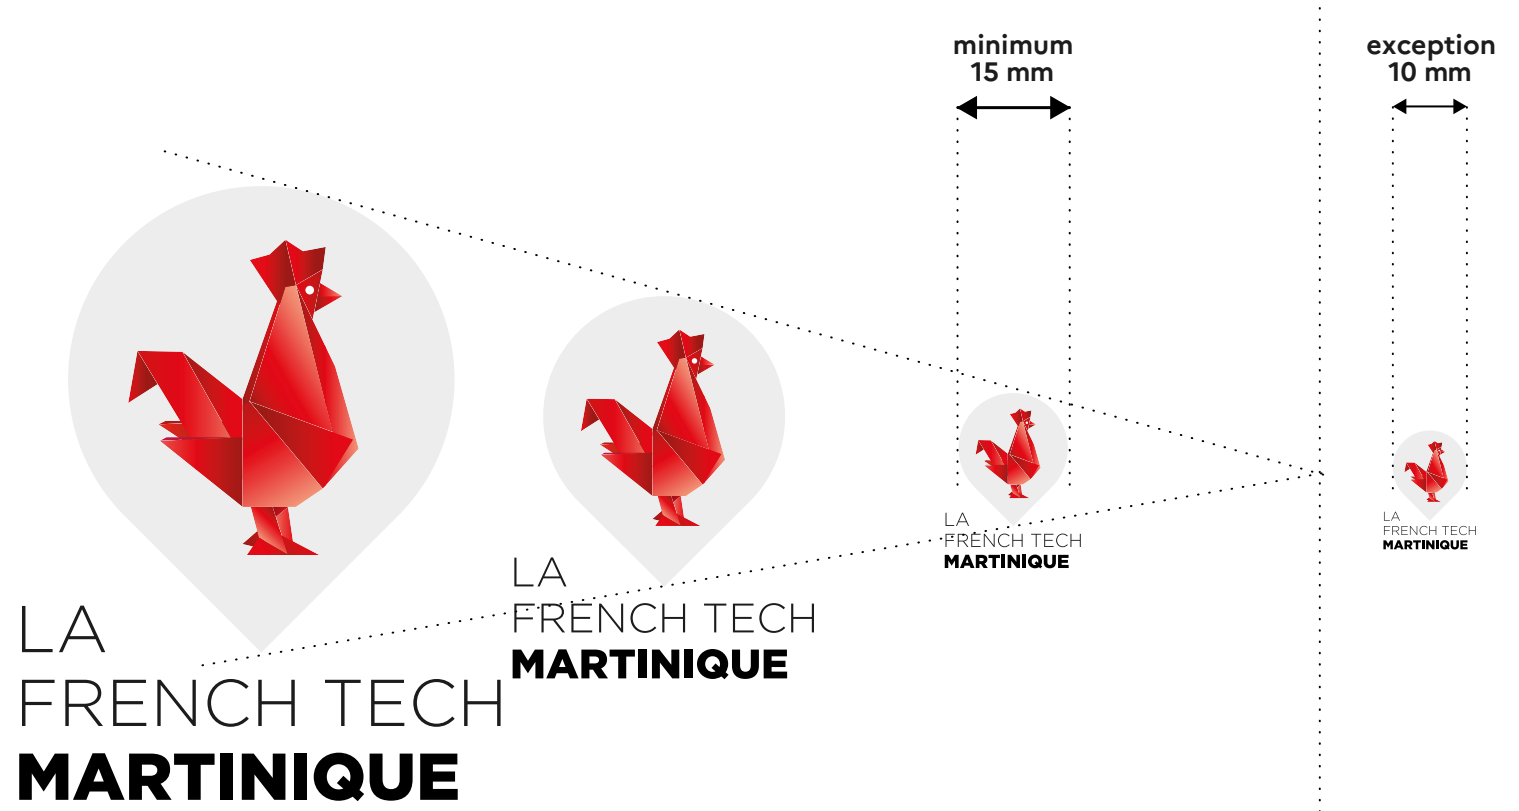 minimum
15 mm
exception
10 mm
LA
FRENCH TECH
MARTINIQUE
LA
FRENCH TECH
MARTINIQUE
LA
FRENCH TECH
MARTINIQUE
LA
FRENCH TECH
MARTINIQUE